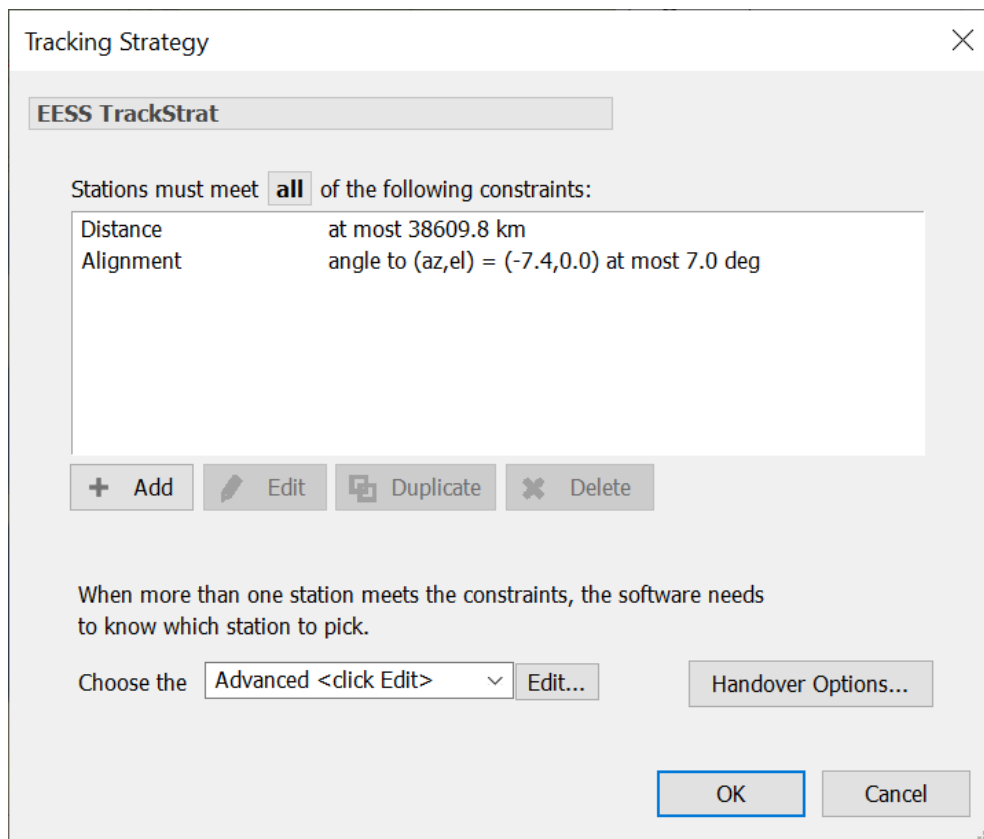 Tracking Strategy
EESS TrackStrat
Stations must meet all of the following constraints:
Distance at most 38609.8 km
Alignment angle to (az,el) = (-7.4,0.0) at most 7.0 deg
Add Edit Duplicate Delete
When more than one station meets the constraints, the software needs
to know which station to pick.
Choose the Advanced <click Edit> Edit... Handover Options...
OK Cancel